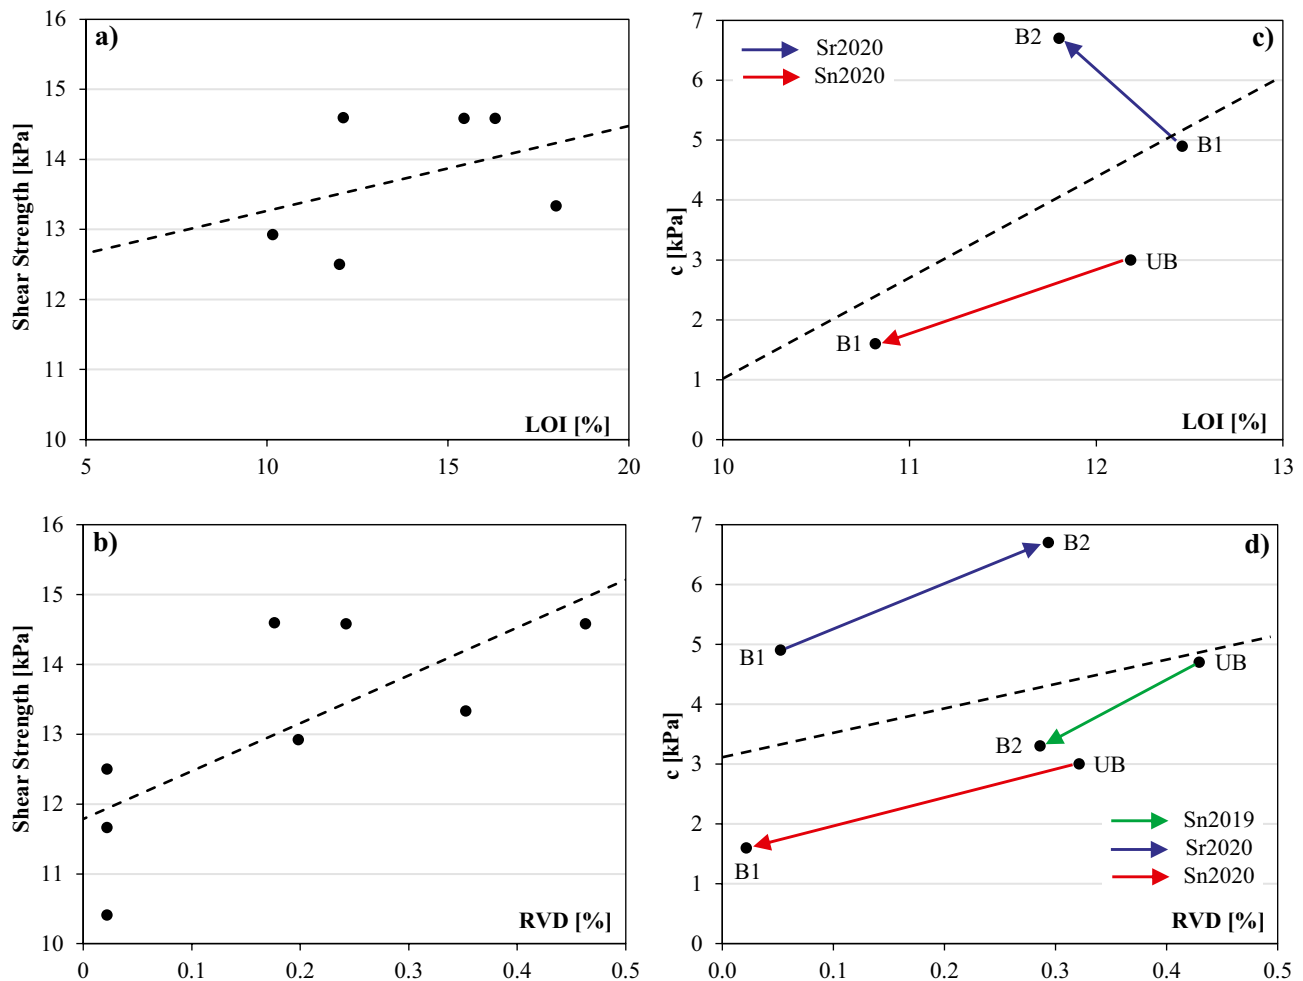 a)
Shear Strength [kPa]
16
15
14
13
12
11
10
5
10
15
20
LOI [%]
c)
Sr2020
Sn2020
c [kPa]
7
6
5
4
3
2
1
0
B2
B1
UB
B1
10
11
12
13
LOI [%]
b)
Shear Strength [kPa]
16
15
14
13
12
11
10
0
0.1
0.2
0.3
0.4
0.5
RVD [%]
d)
c [kPa]
7
6
5
4
3
2
1
0
B2
B1
UB
B2
UB
B1
Sn2019
Sr2020
Sn2020
RVD [%]
0.0
0.1
0.2
0.3
0.4
0.5